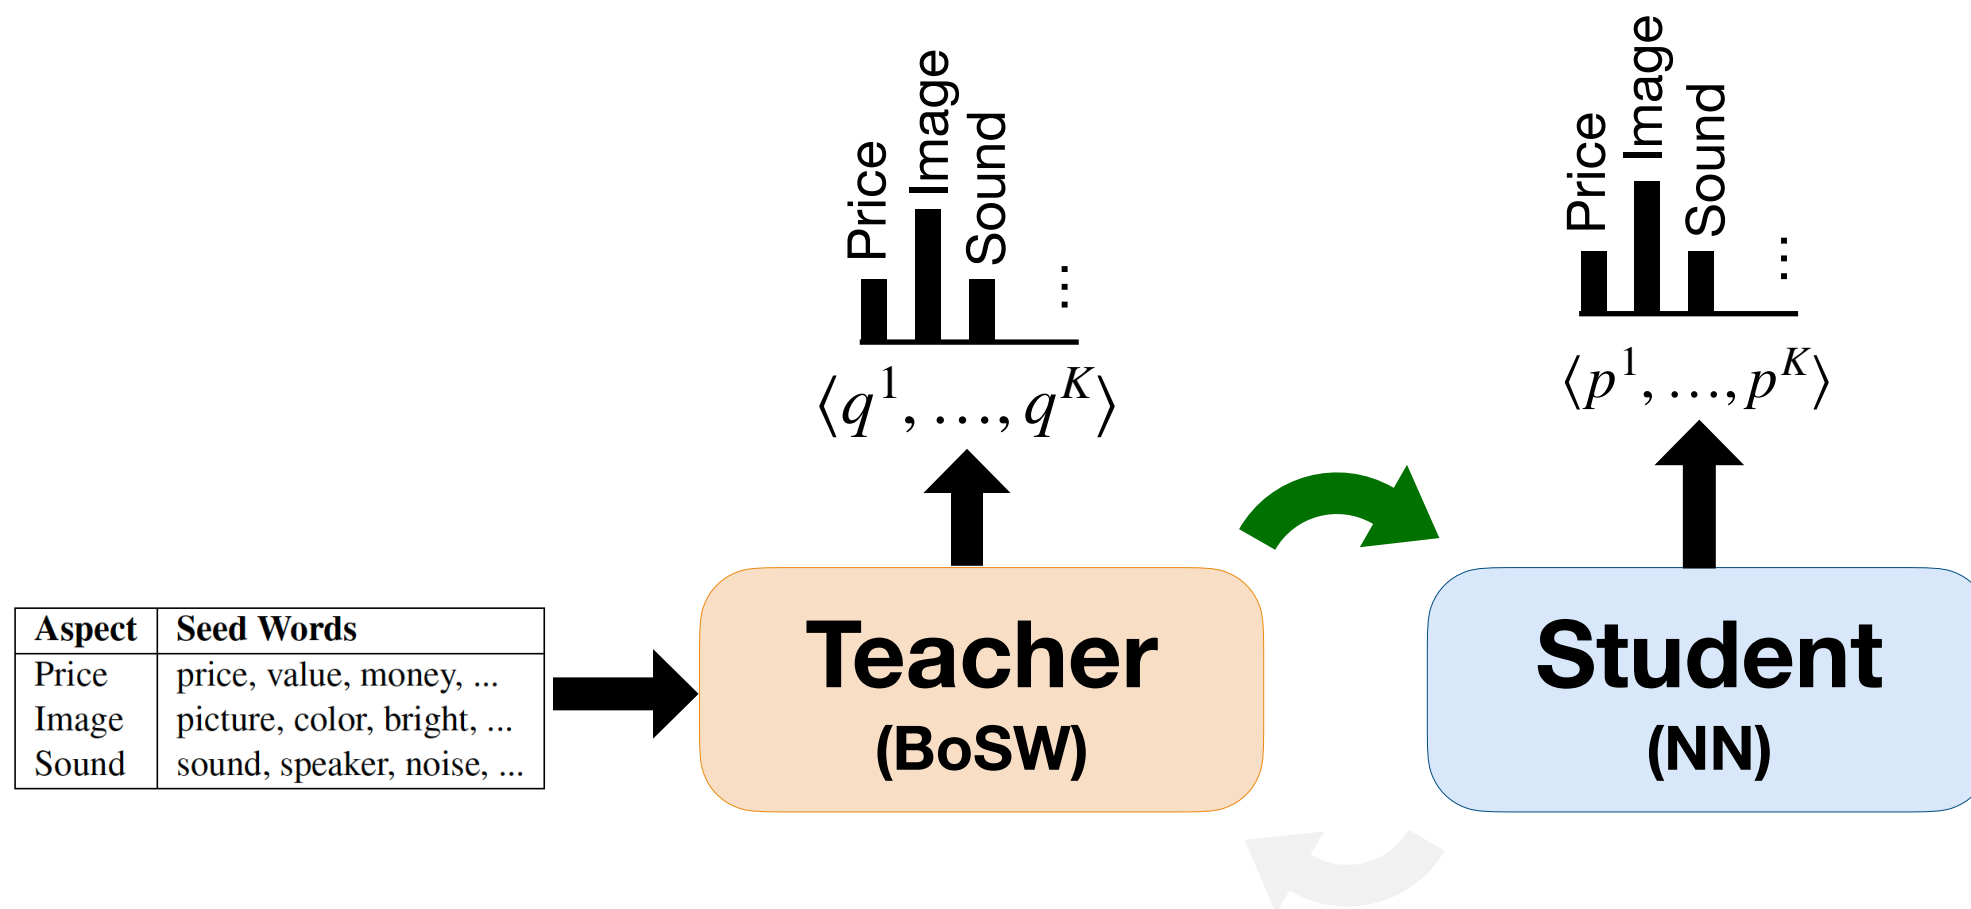 Aspect Seed Words
Price price, value, money, ...
Image picture, color, bright, ...
Sound sound, speaker, noise, ...
Price
Image
Sound
...
⟨q¹, …, qᴷ⟩
Teacher
(BoSW)
Price
Image
Sound
...
⟨p¹, …, pᴷ⟩
Student
(NN)